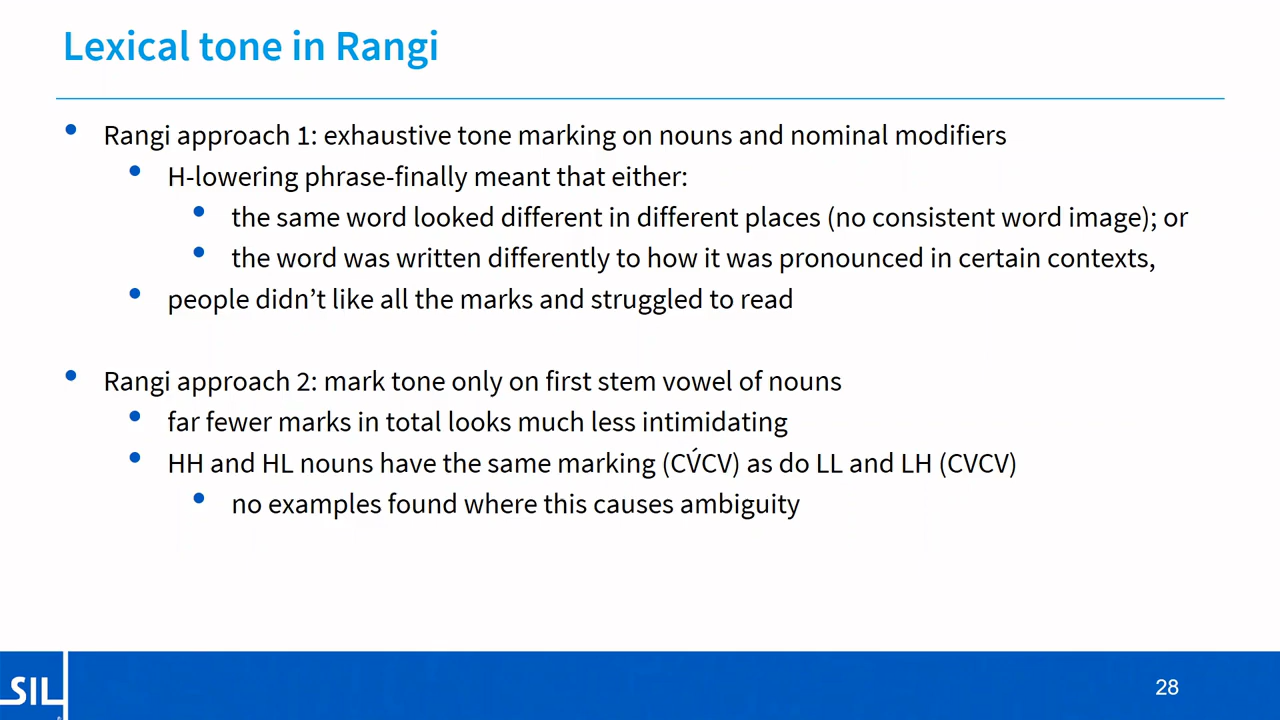 Lexical tone in Rangi
• Rangi approach 1: exhaustive tone marking on nouns and nominal modifiers
• H-lowering phrase-finally meant that either:
• the same word looked different in different places (no consistent word image); or
• the word was written differently to how it was pronounced in certain contexts,
• people didn’t like all the marks and struggled to read
• Rangi approach 2: mark tone only on first stem vowel of nouns
• far fewer marks in total looks much less intimidating
• HH and HL nouns have the same marking (CV́CV) as do LL and LH (CVCV)
• no examples found where this causes ambiguity
SIL
28